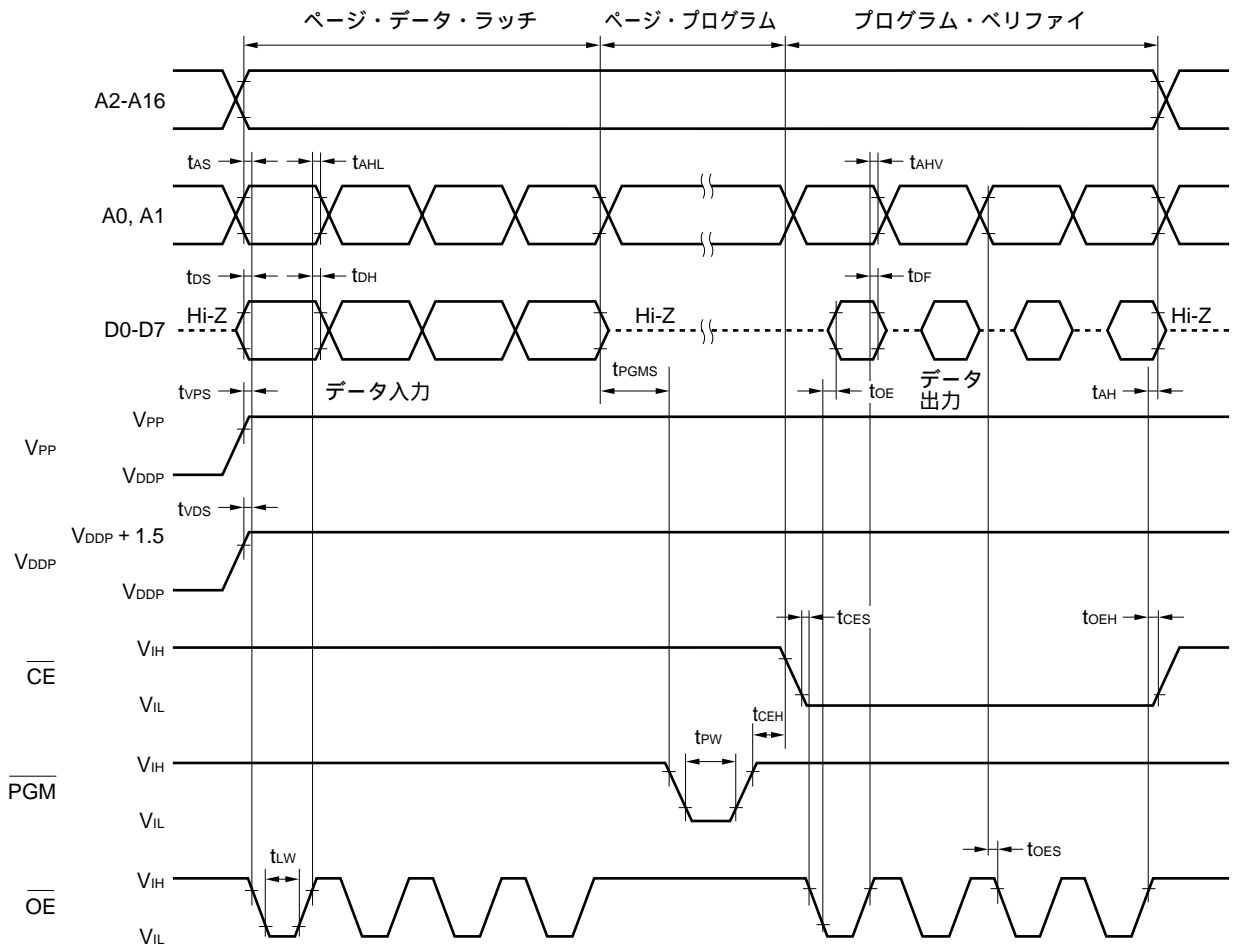 ページ・データ・ラッチ ページ・プログラム プログラム・ベリファイ
A2-A16
tAS tAHL tAHV
A0, A1
tDS tDH tDF
Hi-Z Hi-Z Hi-Z
D0-D7
tPGMS
tVPS データ入力 tOE データ
出力 tAH
VPP
VPP
VDDP
tVDS
VDDP + 1.5
VDDP
VDDP
tCES tOEH
VIH
CE
VIL
tCEH
tPW
VIH
PGM
VIL
tLW tOES
VIH
OE
VIL